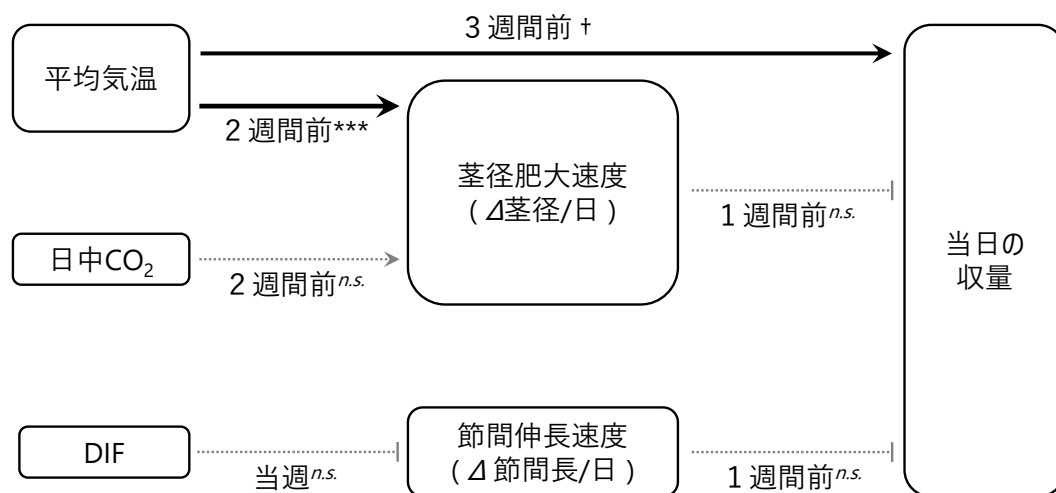 3 週間前 †
平均気温
2 週間前***
茎径肥大速度
( Δ茎径/日 )
1 週間前n.s.
日中CO₂
2 週間前n.s.
当日の
収量
DIF
当週n.s.
節間伸長速度
( Δ 節間長/日 )
1 週間前n.s.